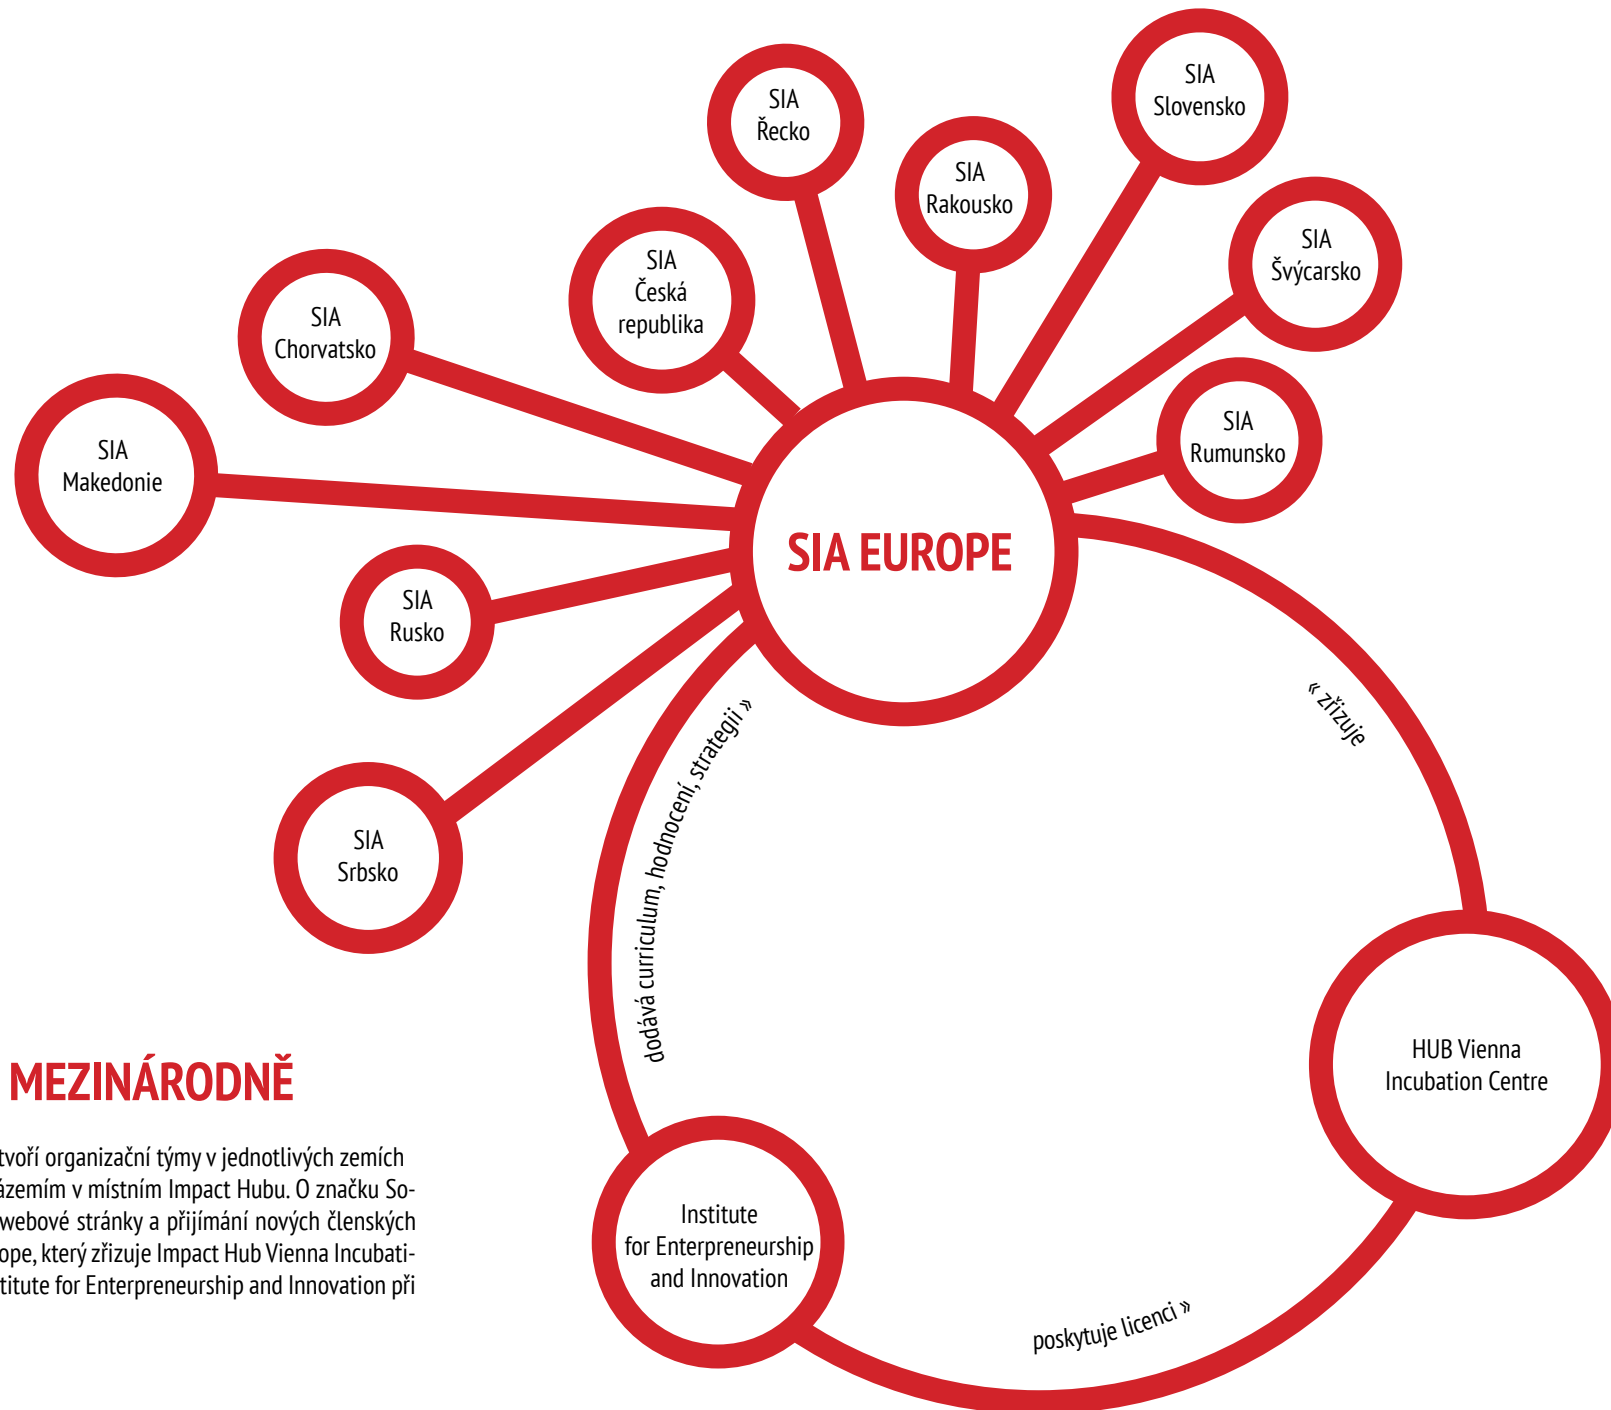 SIA
Slovensko
SIA
Řecko
SIA
Rakousko
SIA
Švýcarsko
SIA
Česká
republika
SIA
Chorvatsko
SIA
Rumunsko
SIA
Makedonie
SIA EUROPE
SIA
Rusko
« zřizuje
dodává curriculum, hodnocení, strategii »
SIA
Srbsko
HUB Vienna
Incubation Centre
MEZINÁRODNĚ
tvoří organizační týmy v jednotlivých zemích
ázemím v místním Impact Hubu. O značku So-
webové stránky a přijímání nových členských
ope, který zřizuje Impact Hub Vienna Incubati-
titute for Enterpreneurship and Innovation při
Institute
for Enterpreneurship
and Innovation
poskytuje licenci »